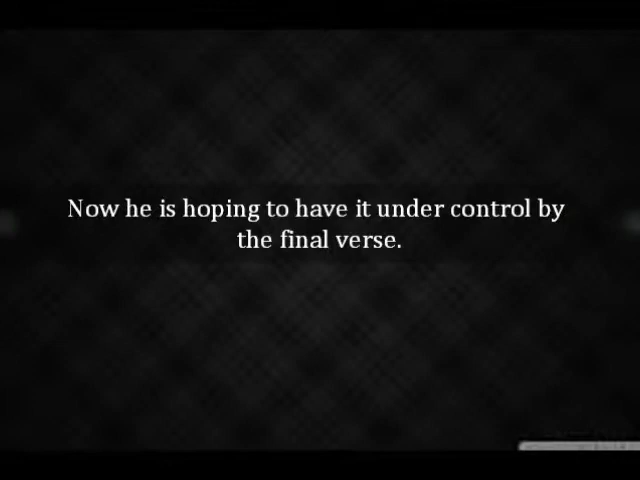 Now he is hoping to have it under control by
the final verse.